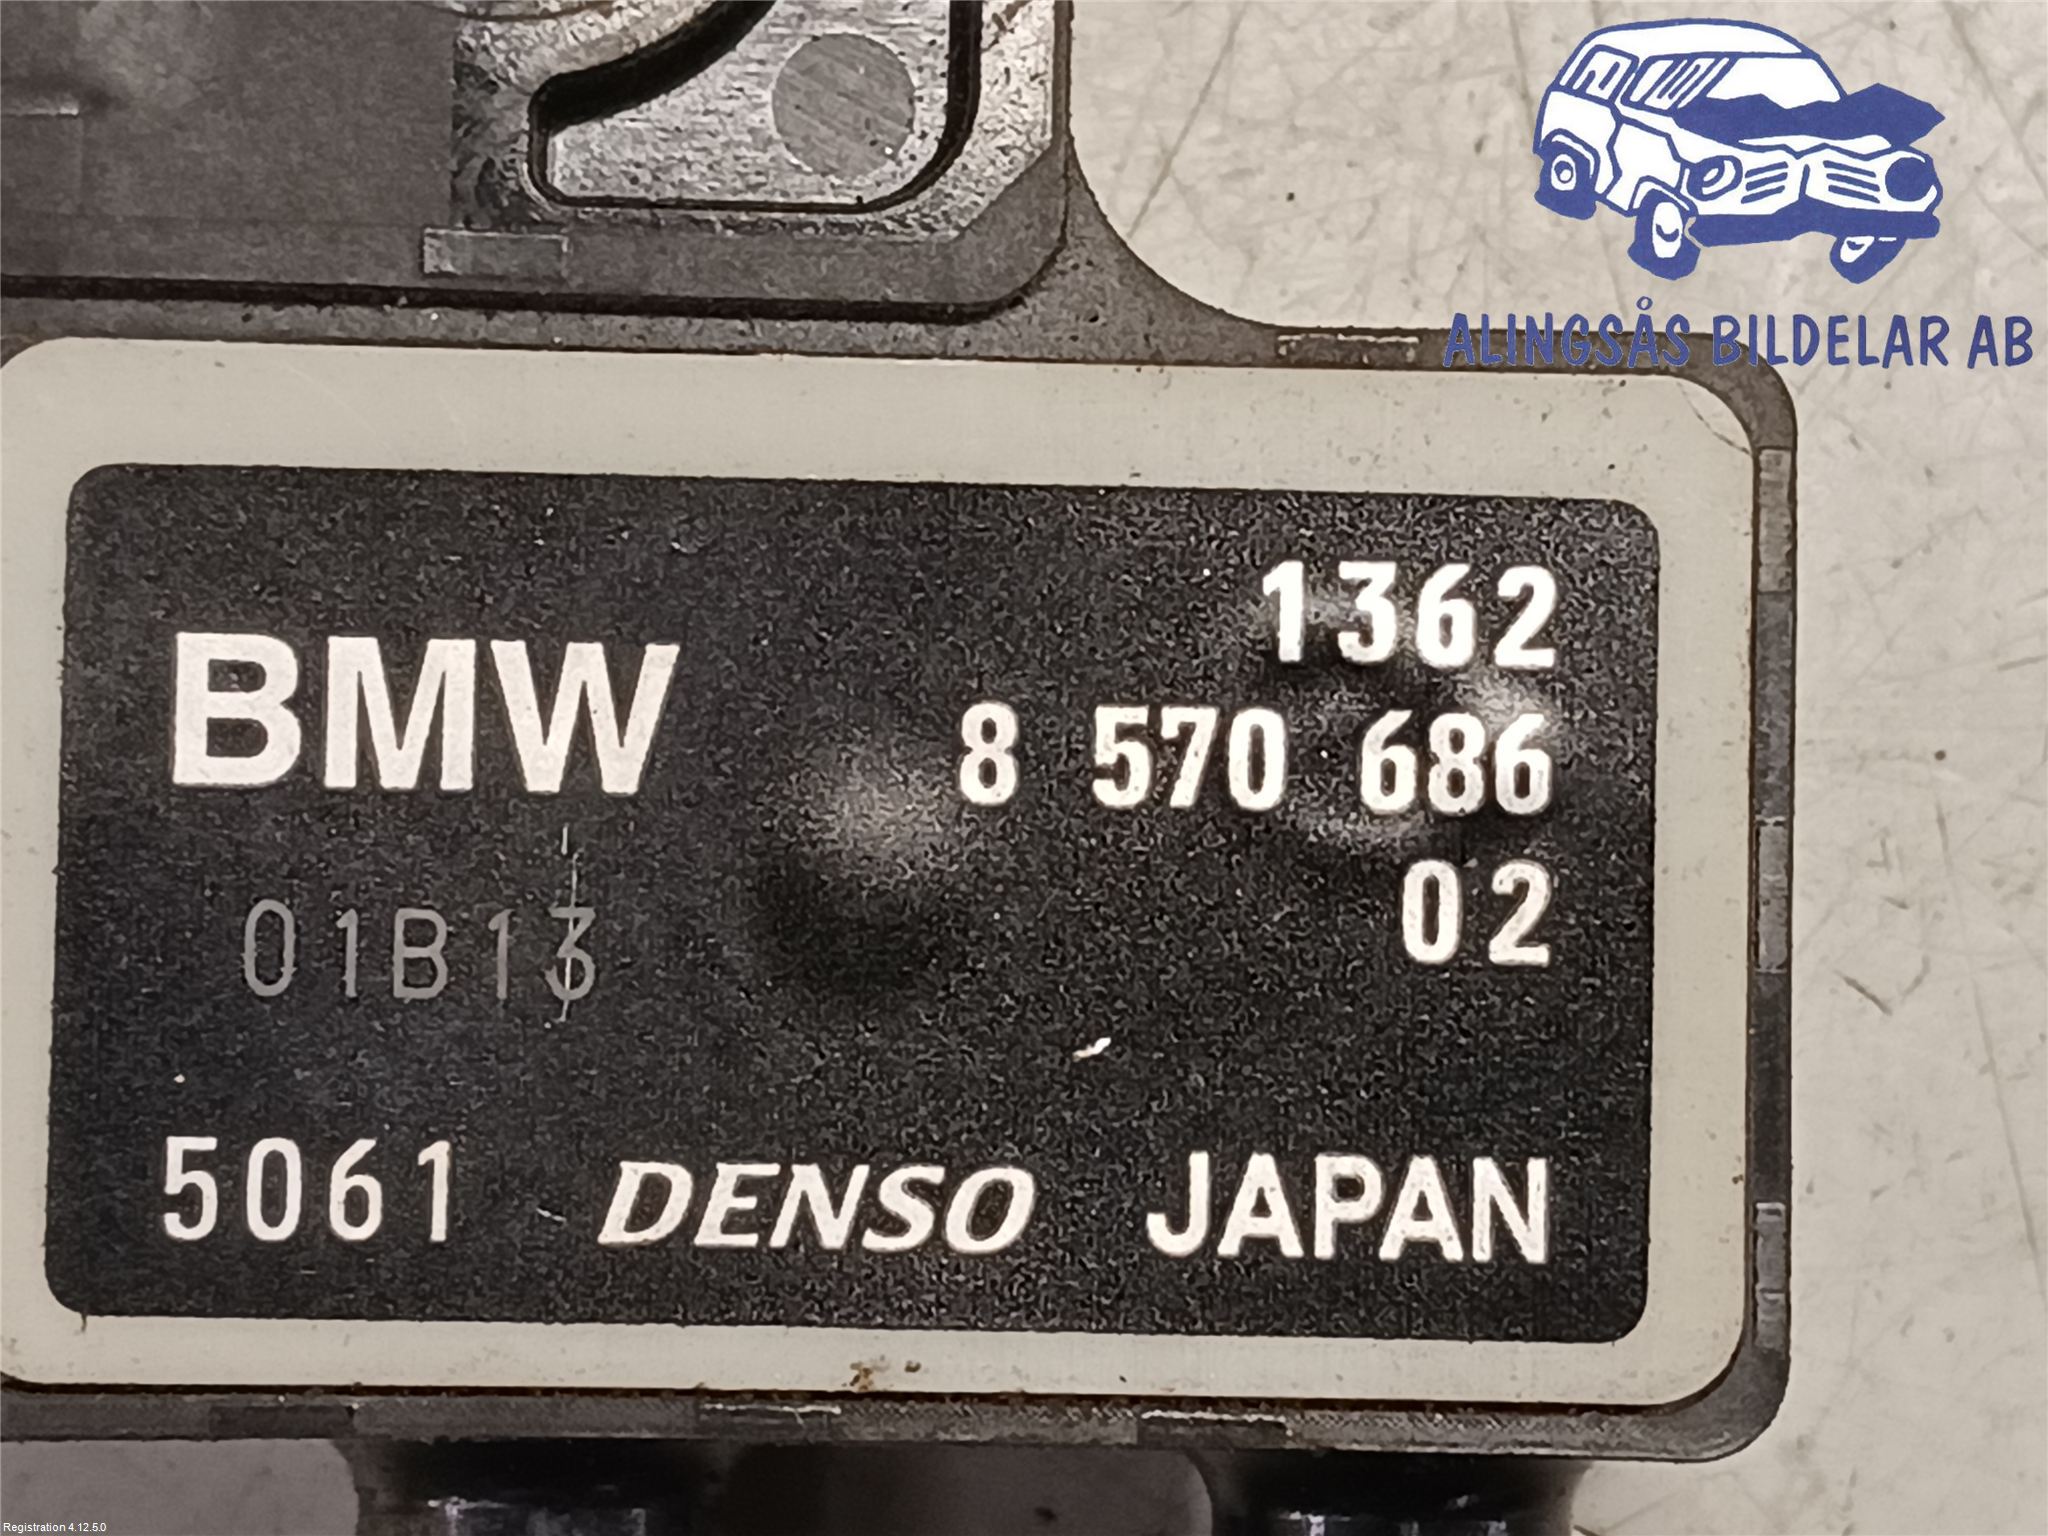 ALINGSÅS BILDELAR AB
BMW
1362
8 570 686
02
01B13
5061 DENSO JAPAN
Registration 4.12.5.0